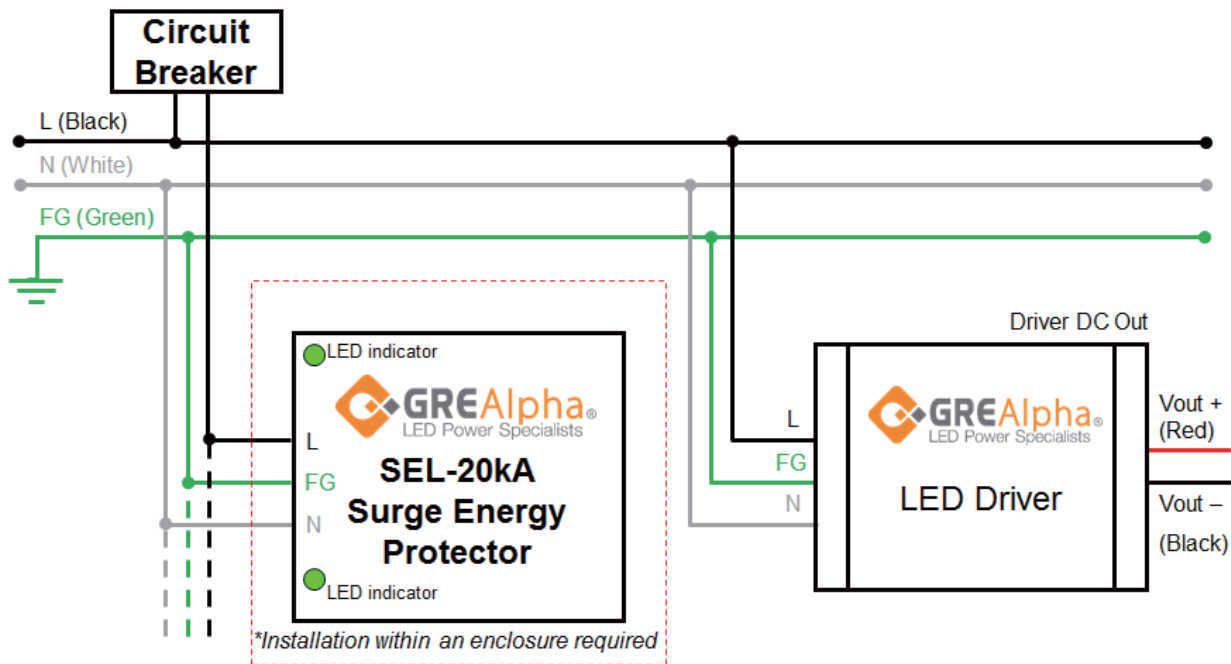 Circuit
Breaker
L (Black)
N (White)
FG (Green)
LED indicator
GREAlpha®
LED Power Specialists
L
FG
N
SEL-20kA
Surge Energy
Protector
LED indicator
*Installation within an enclosure required
Driver DC Out
GREAlpha®
LED Power Specialists
L
FG
N
LED Driver
Vout +
(Red)
Vout –
(Black)